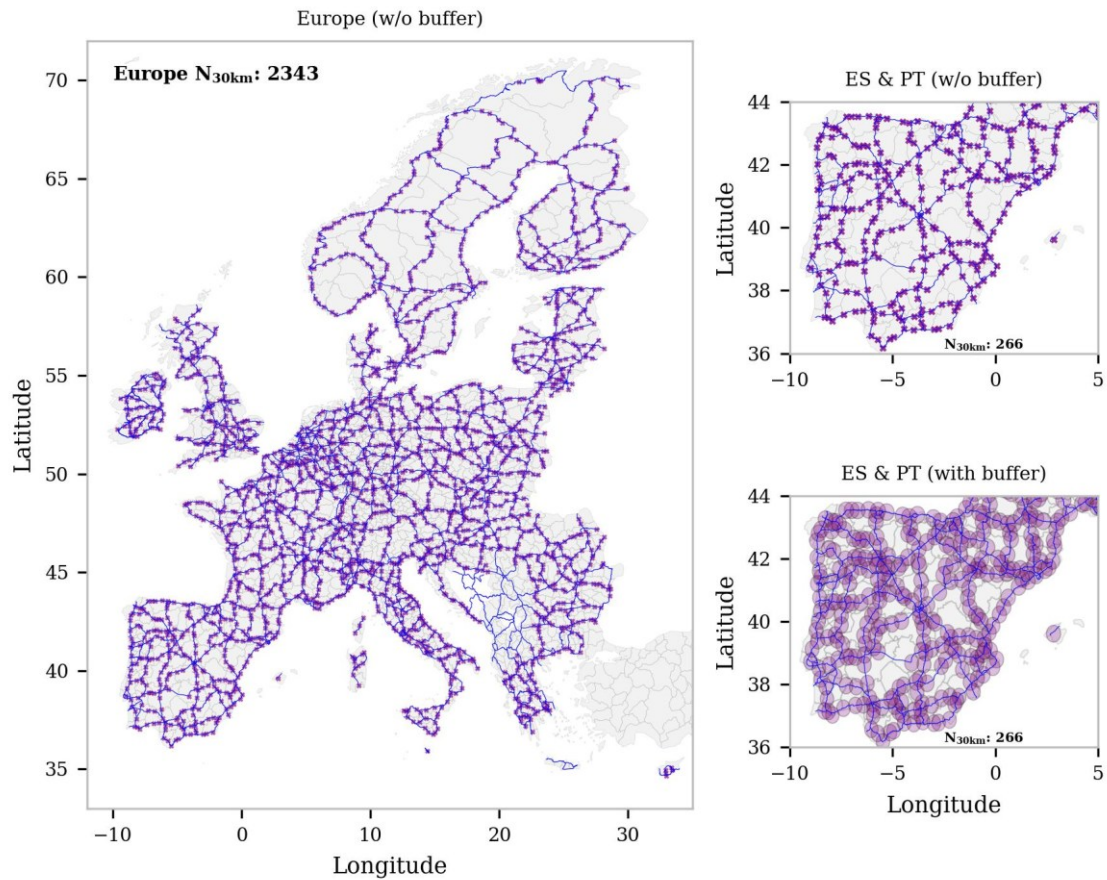 Europe (w/o buffer)
Europe N30km: 2343
70
65
60
55
50
45
40
35
Latitude
−10
0
10
20
30
Longitude
ES & PT (w/o buffer)
44
42
40
38
36
Latitude
N30km: 266
−10
−5
0
5
ES & PT (with buffer)
44
42
40
38
36
Latitude
N30km: 266
−10
−5
0
5
Longitude